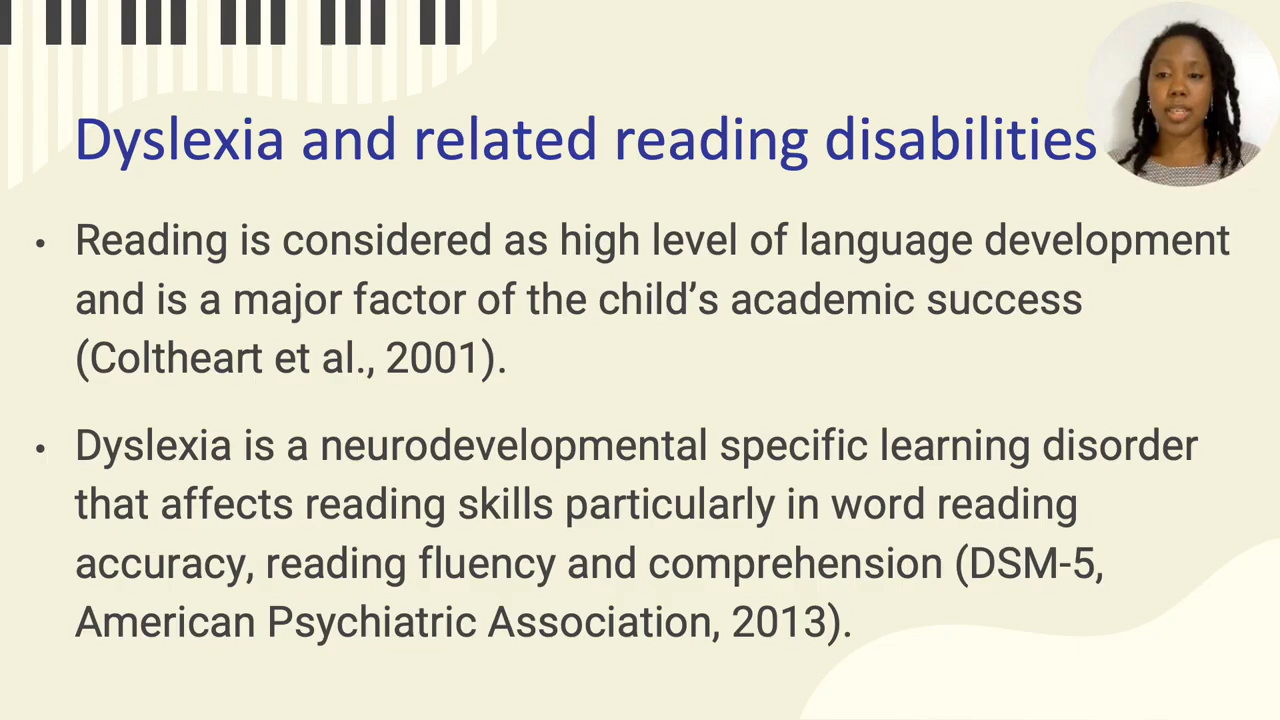 Dyslexia and related reading disabilities
• Reading is considered as high level of language development
and is a major factor of the child’s academic success
(Coltheart et al., 2001).
• Dyslexia is a neurodevelopmental specific learning disorder
that affects reading skills particularly in word reading
accuracy, reading fluency and comprehension (DSM-5,
American Psychiatric Association, 2013).